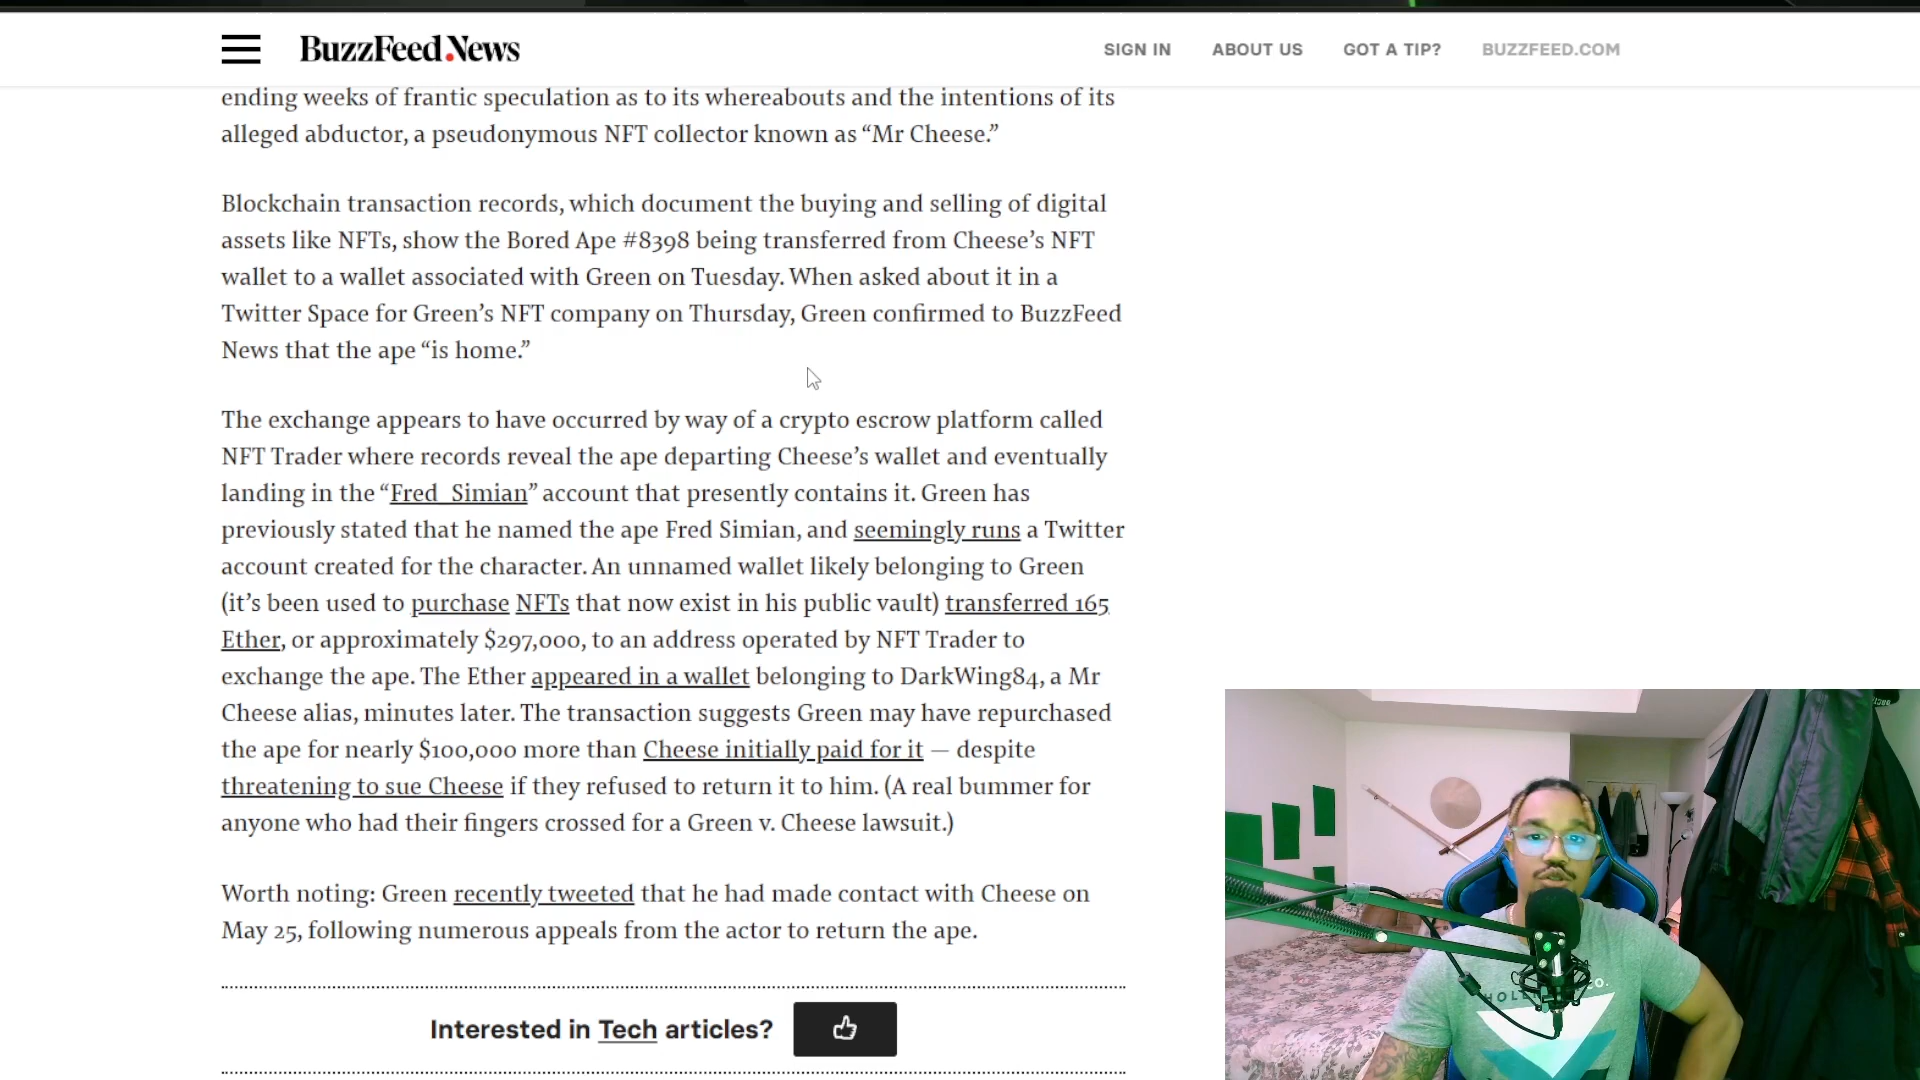 BuzzFeed News
SIGN IN
ABOUT US
GOT A TIP?
BUZZFEED.COM
ending weeks of frantic speculation as to its whereabouts and the intentions of its
alleged abductor, a pseudonymous NFT collector known as “Mr Cheese.”
Blockchain transaction records, which document the buying and selling of digital
assets like NFTs, show the Bored Ape #8398 being transferred from Cheese’s NFT
wallet to a wallet associated with Green on Tuesday. When asked about it in a
Twitter Space for Green’s NFT company on Thursday, Green confirmed to BuzzFeed
News that the ape “is home.”
The exchange appears to have occurred by way of a crypto escrow platform called
NFT Trader where records reveal the ape departing Cheese’s wallet and eventually
landing in the “Fred_Simian” account that presently contains it. Green has
previously stated that he named the ape Fred Simian, and seemingly runs a Twitter
account created for the character. An unnamed wallet likely belonging to Green
(it’s been used to purchase NFTs that now exist in his public vault) transferred 165
Ether, or approximately $297,000, to an address operated by NFT Trader to
exchange the ape. The Ether appeared in a wallet belonging to DarkWing84, a Mr
Cheese alias, minutes later. The transaction suggests Green may have repurchased
the ape for nearly $100,000 more than Cheese initially paid for it — despite
threatening to sue Cheese if they refused to return it to him. (A real bummer for
anyone who had their fingers crossed for a Green v. Cheese lawsuit.)
Worth noting: Green recently tweeted that he had made contact with Cheese on
May 25, following numerous appeals from the actor to return the ape.
Interested in Tech articles?